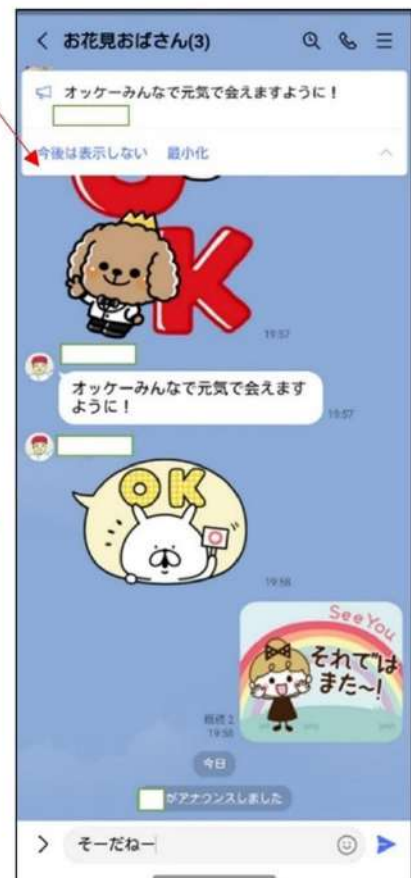 お花見おばさん(3)
オッケーみんなで元気で会えますように！
今後は表示しない 最小化
OK
19:57
オッケーみんなで元気で会えます
ように！
19:57
OK
19:58
See You
それでは
また~!
既読 2
19:58
今日
がアナウンスしました
そーだねー